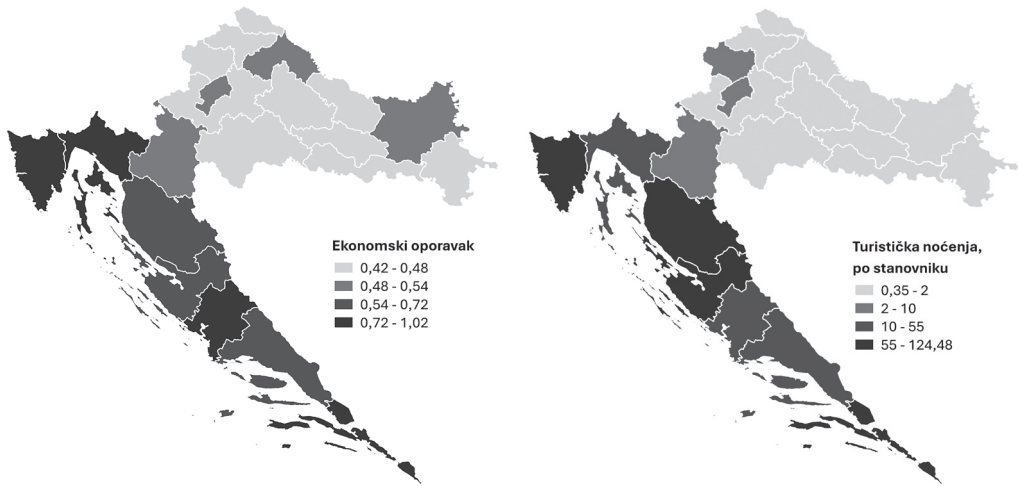 Ekonomski oporavak
0,42 - 0,48
0,48 - 0,54
0,54 - 0,72
0,72 - 1,02
Turistička noćenja,
po stanovniku
0,35 - 2
2 - 10
10 - 55
55 - 124,48